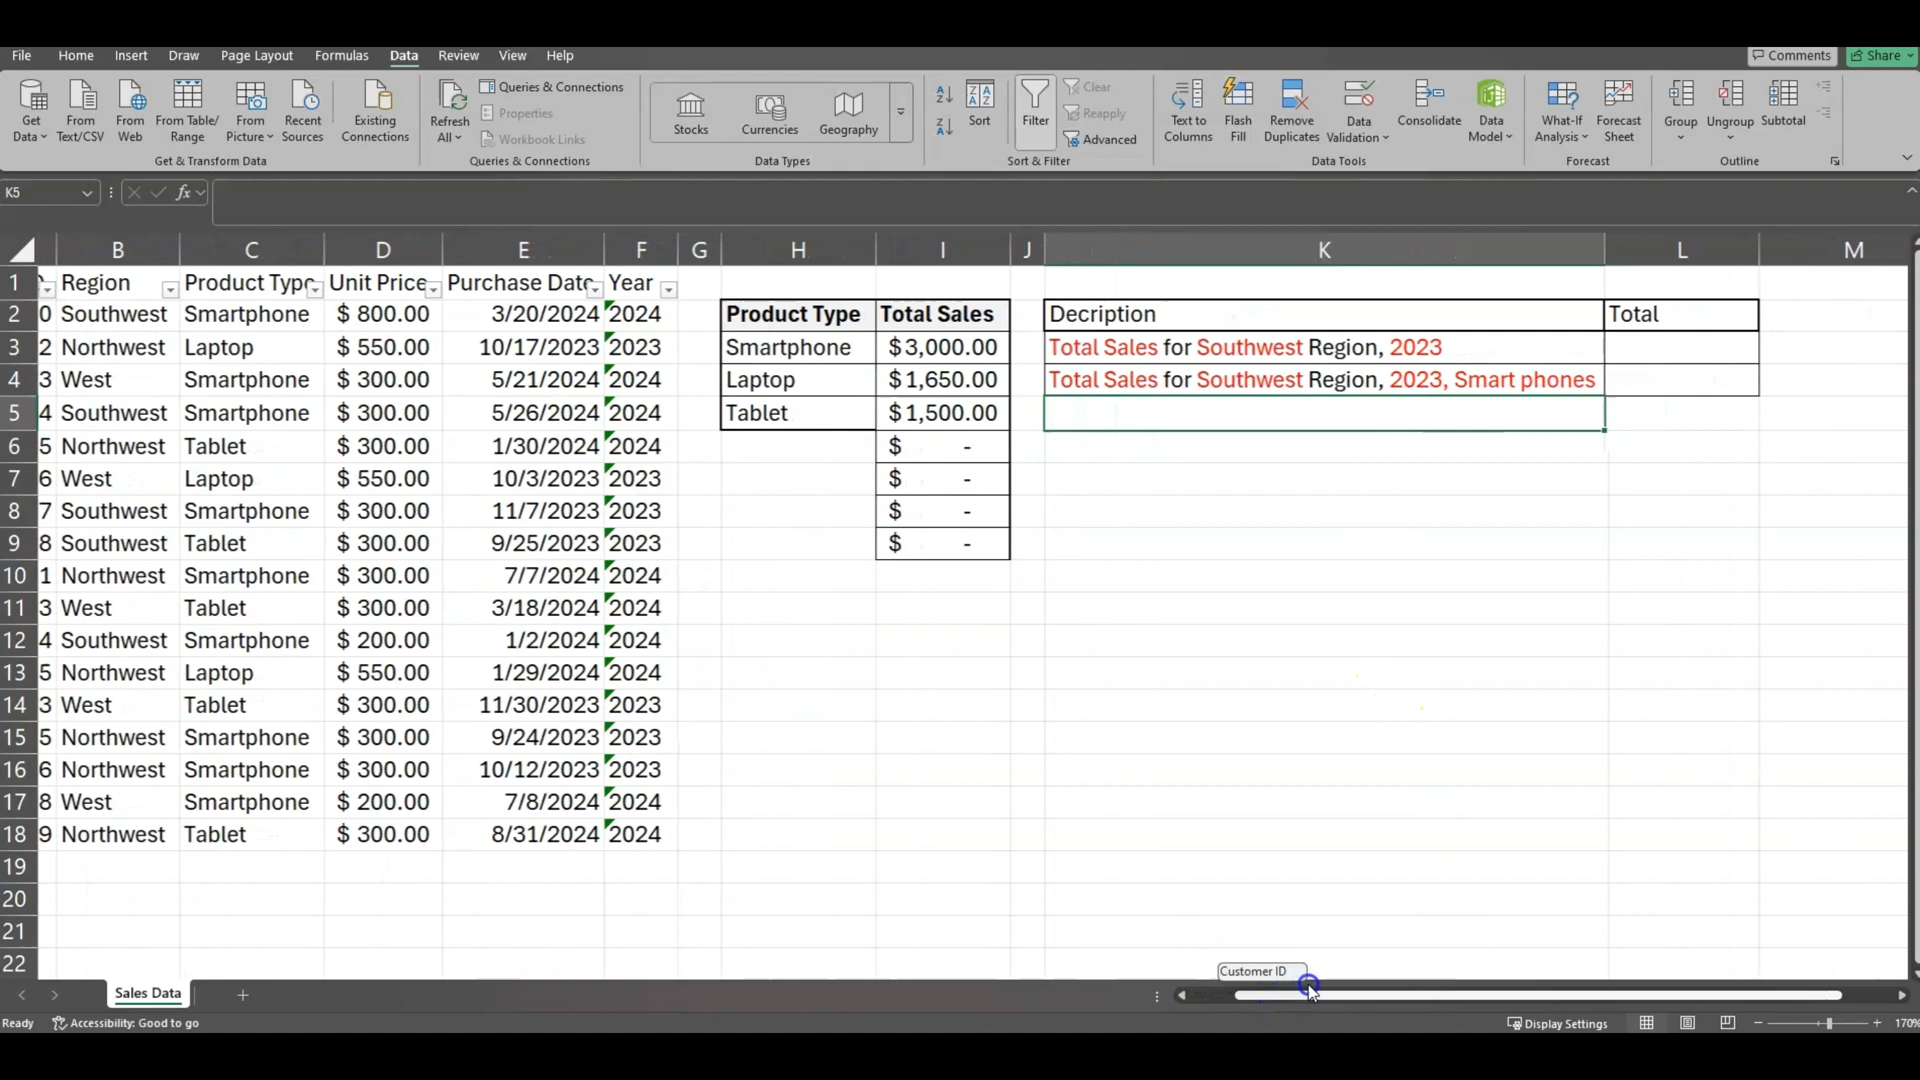 File Home Insert Draw Page Layout Formulas Data Review View Help Comments Share
Get Data From Text/CSV From Web From Table/Range From Picture Recent Sources Existing Connections
Get & Transform Data
Refresh All Queries & Connections Properties Workbook Links
Queries & Connections
Stocks Currencies Geography
Data Types
Sort Filter Clear Reapply Advanced
Sort & Filter
Text to Columns Flash Fill Remove Duplicates Data Validation Consolidate Data Model
Data Tools
What-If Analysis Forecast Sheet
Forecast
Group Ungroup Subtotal
Outline
K5 fx
B C D E F G H I J K L M
1 Region Product Type Unit Price Purchase Date Year
2 0 Southwest Smartphone $ 800.00 3/20/2024 2024 Product Type Total Sales Decription Total
3 2 Northwest Laptop $ 550.00 10/17/2023 2023 Smartphone $3,000.00 Total Sales for Southwest Region, 2023
4 3 West Smartphone $ 300.00 5/21/2024 2024 Laptop $1,650.00 Total Sales for Southwest Region, 2023, Smart phones
5 4 Southwest Smartphone $ 300.00 5/26/2024 2024 Tablet $1,500.00
6 5 Northwest Tablet $ 300.00 1/30/2024 2024 $ -
7 6 West Laptop $ 550.00 10/3/2023 2023 $ -
8 7 Southwest Smartphone $ 300.00 11/7/2023 2023 $ -
9 8 Southwest Tablet $ 300.00 9/25/2023 2023 $ -
10 1 Northwest Smartphone $ 300.00 7/7/2024 2024
11 3 West Tablet $ 300.00 3/18/2024 2024
12 4 Southwest Smartphone $ 200.00 1/2/2024 2024
13 5 Northwest Laptop $ 550.00 1/29/2024 2024
14 3 West Tablet $ 300.00 11/30/2023 2023
15 5 Northwest Smartphone $ 300.00 9/24/2023 2023
16 6 Northwest Smartphone $ 300.00 10/12/2023 2023
17 8 West Smartphone $ 200.00 7/8/2024 2024
18 9 Northwest Tablet $ 300.00 8/31/2024 2024
19
20
21
22
Customer ID
Sales Data
Ready Accessibility: Good to go Display Settings 170%